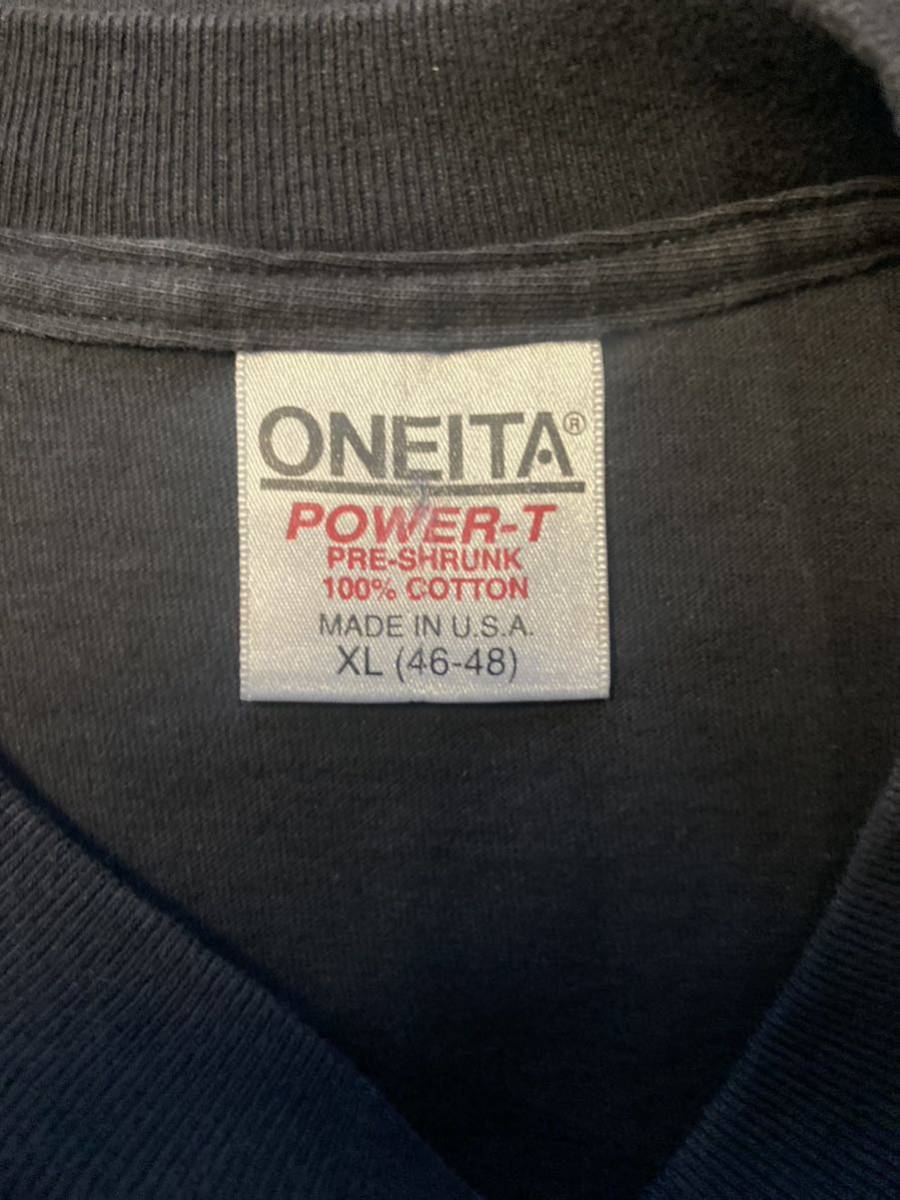 ONEITA®
POWER-T
PRE-SHRUNK
100% COTTON
MADE IN U.S.A.
XL (46-48)